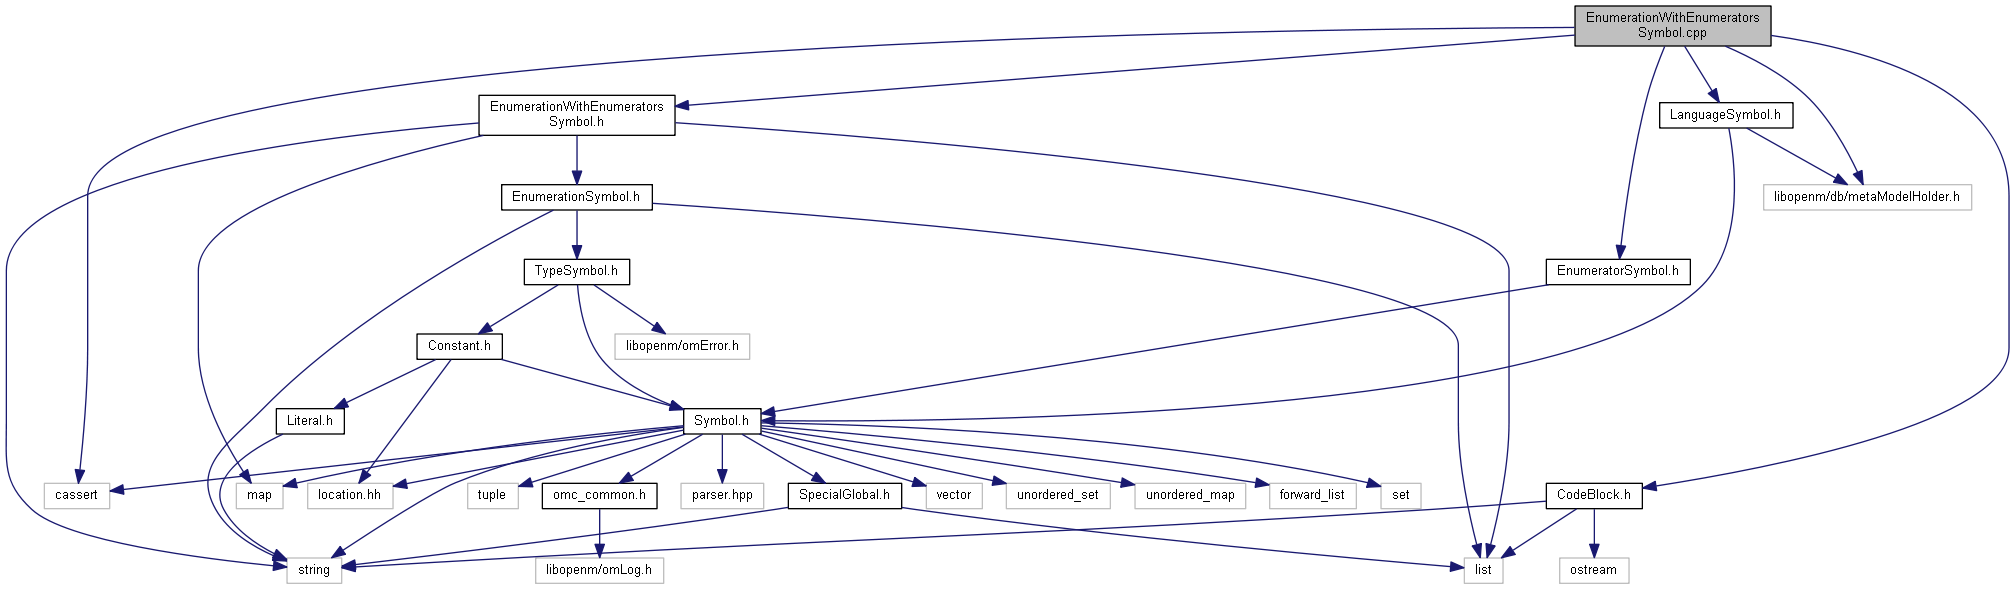 EnumerationWithEnumerators
Symbol.cpp
EnumerationWithEnumerators
Symbol.h
LanguageSymbol.h
EnumerationSymbol.h
libopenm/db/metaModelHolder.h
TypeSymbol.h
EnumeratorSymbol.h
Constant.h
libopenm/omError.h
Literal.h
Symbol.h
cassert
map
location.hh
tuple
omc_common.h
parser.hpp
SpecialGlobal.h
vector
unordered_set
unordered_map
forward_list
set
CodeBlock.h
string
libopenm/omLog.h
list
ostream